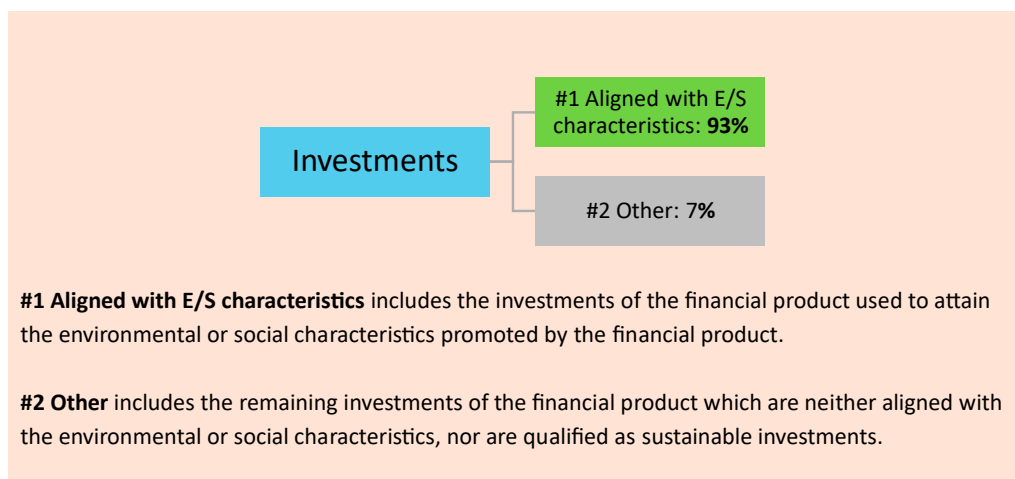 #1 Aligned with E/S
characteristics: 93%
Investments
#2 Other: 7%
#1 Aligned with E/S characteristics includes the investments of the financial product used to attain
the environmental or social characteristics promoted by the financial product.
#2 Other includes the remaining investments of the financial product which are neither aligned with
the environmental or social characteristics, nor are qualified as sustainable investments.